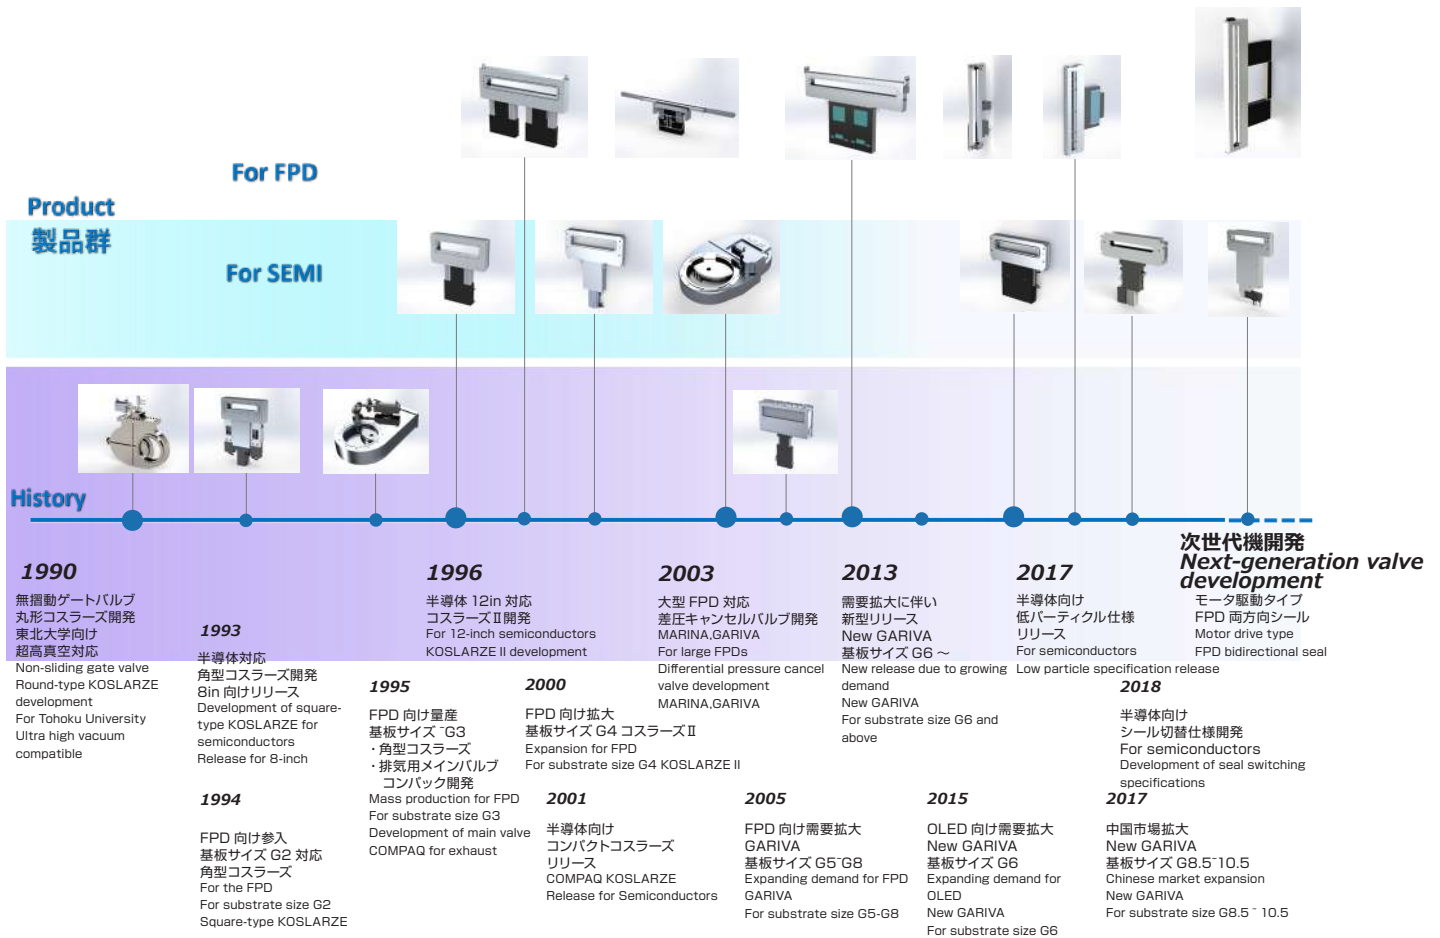 For FPD
Product
製品群
For SEMI
History
1990
無摺動ゲートバルブ
丸形コスラーズ開発
東北大学向け
超高真空対応
Non-sliding gate valve
Round-type KOSLARZE
development
For Tohoku University
Ultra high vacuum
compatible
1993
半導体対応
角型コスラーズ開発
8in 向けリリース
Development of square-
type KOSLARZE for
semiconductors
Release for 8-inch
1994
FPD 向け参入
基板サイズ G2 対応
角型コスラーズ
For the FPD
For substrate size G2
Square-type KOSLARZE
1995
FPD 向け量産
基板サイズ ~G3
・角型コスラーズ
・排気用メインバルブ
コンパック開発
Mass production for FPD
For substrate size G3
Development of main valve
COMPAQ for exhaust
1996
半導体 12in 対応
コスラーズⅡ開発
For 12-inch semiconductors
KOSLARZE II development
2000
FPD 向け拡大
基板サイズ G4 コスラーズⅡ
Expansion for FPD
For substrate size G4 KOSLARZE II
2001
半導体向け
コンパクトコスラーズ
リリース
COMPAQ KOSLARZE
Release for Semiconductors
2003
大型 FPD 対応
差圧キャンセルバルブ開発
MARINA,GARIVA
For large FPDs
Differential pressure cancel
valve development
MARINA,GARIVA
2005
FPD 向け需要拡大
GARIVA
基板サイズ G5~G8
Expanding demand for FPD
GARIVA
For substrate size G5-G8
2013
需要拡大に伴い
新型リリース
New GARIVA
基板サイズ G6 ～
New release due to growing
demand
New GARIVA
For substrate size G6 and
above
2015
OLED 向け需要拡大
New GARIVA
基板サイズ G6
Expanding demand for
OLED
New GARIVA
For substrate size G6
2017
半導体向け
低パーティクル仕様
リリース
For semiconductors
Low particle specification release
2018
半導体向け
シール切替仕様開発
For semiconductors
Development of seal switching
specifications
2017
中国市場拡大
New GARIVA
基板サイズ G8.5~10.5
Chinese market expansion
New GARIVA
For substrate size G8.5 ~ 10.5
次世代機開発
Next-generation valve
development
モータ駆動タイプ
FPD 両方向シール
Motor drive type
FPD bidirectional seal